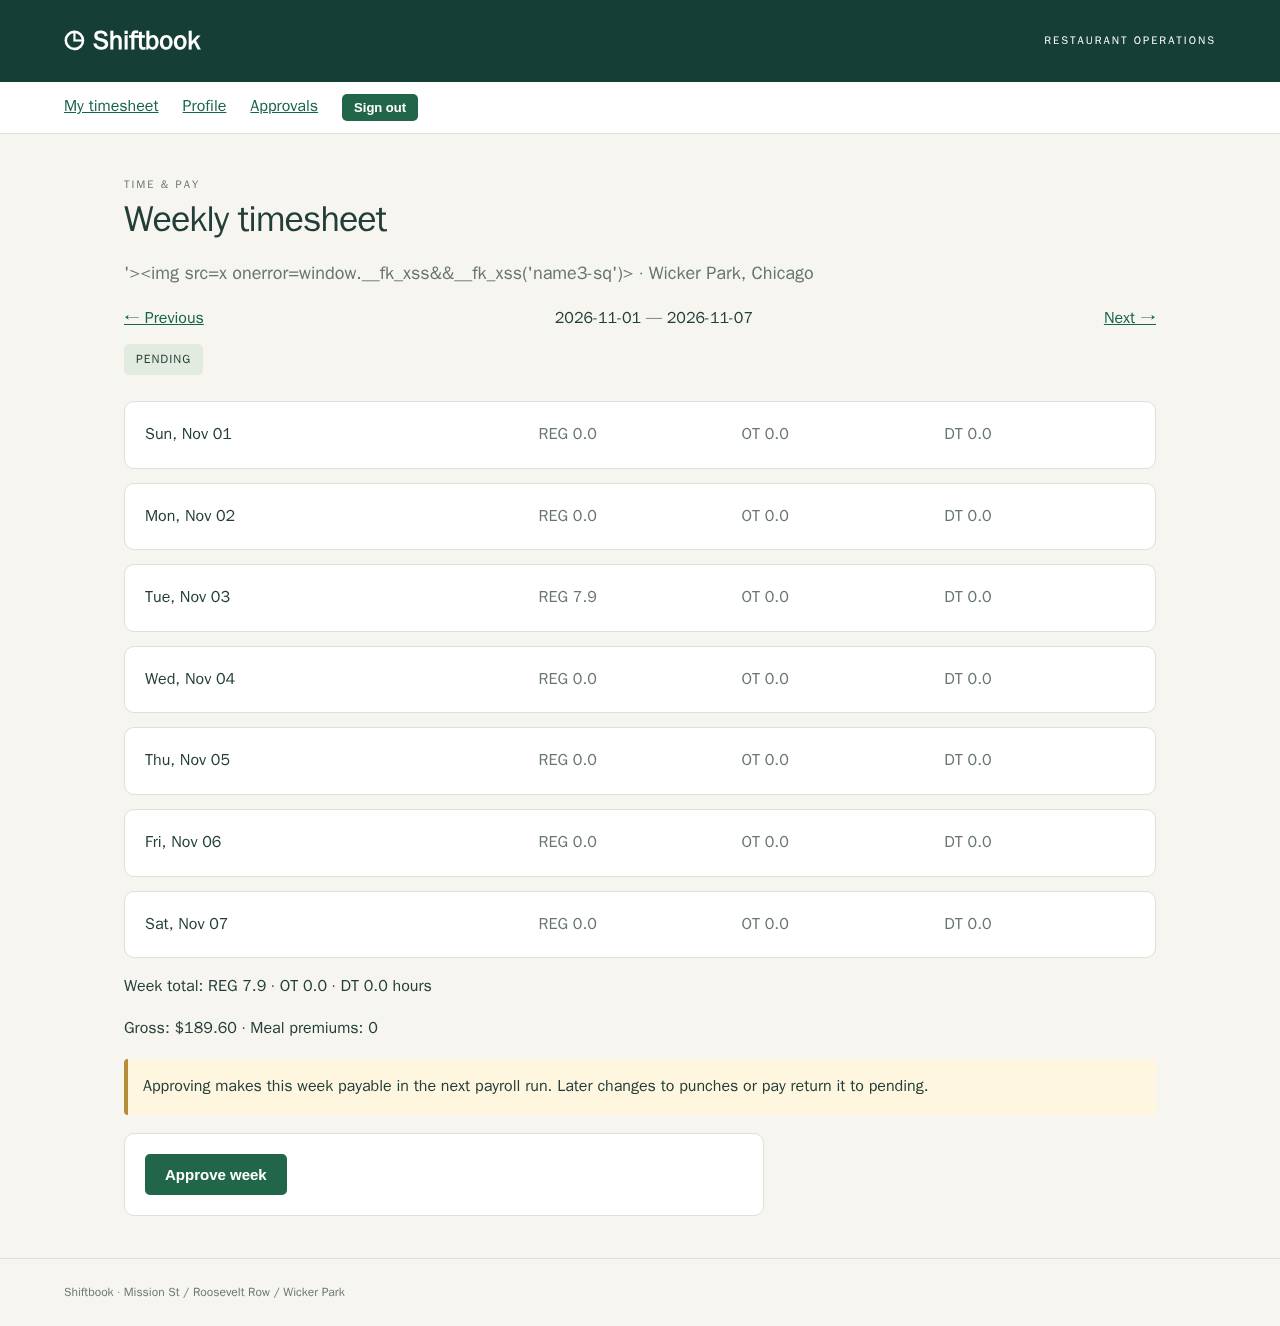 Shiftbook
RESTAURANT OPERATIONS
My timesheet Profile Approvals Sign out
TIME & PAY
Weekly timesheet
'><img src=x onerror=window.__fk_xss&&__fk_xss('name3-sq')> · Wicker Park, Chicago
← Previous 2026-11-01 — 2026-11-07 Next →
PENDING
Sun, Nov 01 REG 0.0 OT 0.0 DT 0.0
Mon, Nov 02 REG 0.0 OT 0.0 DT 0.0
Tue, Nov 03 REG 7.9 OT 0.0 DT 0.0
Wed, Nov 04 REG 0.0 OT 0.0 DT 0.0
Thu, Nov 05 REG 0.0 OT 0.0 DT 0.0
Fri, Nov 06 REG 0.0 OT 0.0 DT 0.0
Sat, Nov 07 REG 0.0 OT 0.0 DT 0.0
Week total: REG 7.9 · OT 0.0 · DT 0.0 hours
Gross: $189.60 · Meal premiums: 0
Approving makes this week payable in the next payroll run. Later changes to punches or pay return it to pending.
Approve week
Shiftbook · Mission St / Roosevelt Row / Wicker Park